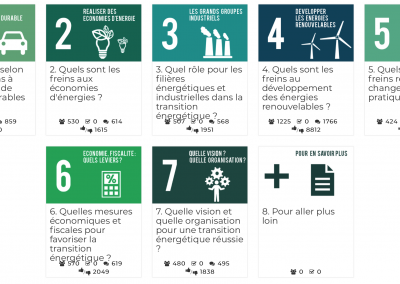 DURABLE
selon
s à
de
rables
859
0
2
RÉALISER DES
ÉCONOMIES D'ÉNERGIE
2. Quels sont les
freins aux
économies
d'énergies ?
530 0 614
1615
3
LES GRANDS GROUPES
INDUSTRIELS
3. Quel rôle pour les
filières
énergétiques et
industrielles dans la
transition
énergétique ?
507 0 568
1951
4
DÉVELOPPER
LES ÉNERGIES
RENOUVELABLES
4. Quels sont les
freins au
développement
des énergies
renouvelables ?
1225 0 1766
8812
5
5. Quels
freins
change
pratiq
424
6
ÉCONOMIE, FISCALITÉ:
QUELS LEVIERS?
6. Quelles mesures
économiques et
fiscales pour
favoriser la
transition
énergétique ?
570 0 619
2049
7
QUELLE VISION ?
QUELLE ORGANISATION?
7. Quelle vision et
quelle organisation
pour une transition
énergétique réussie
?
480 0 495
1838
POUR EN SAVOIR PLUS
+
8. Pour aller plus
loin
0 0